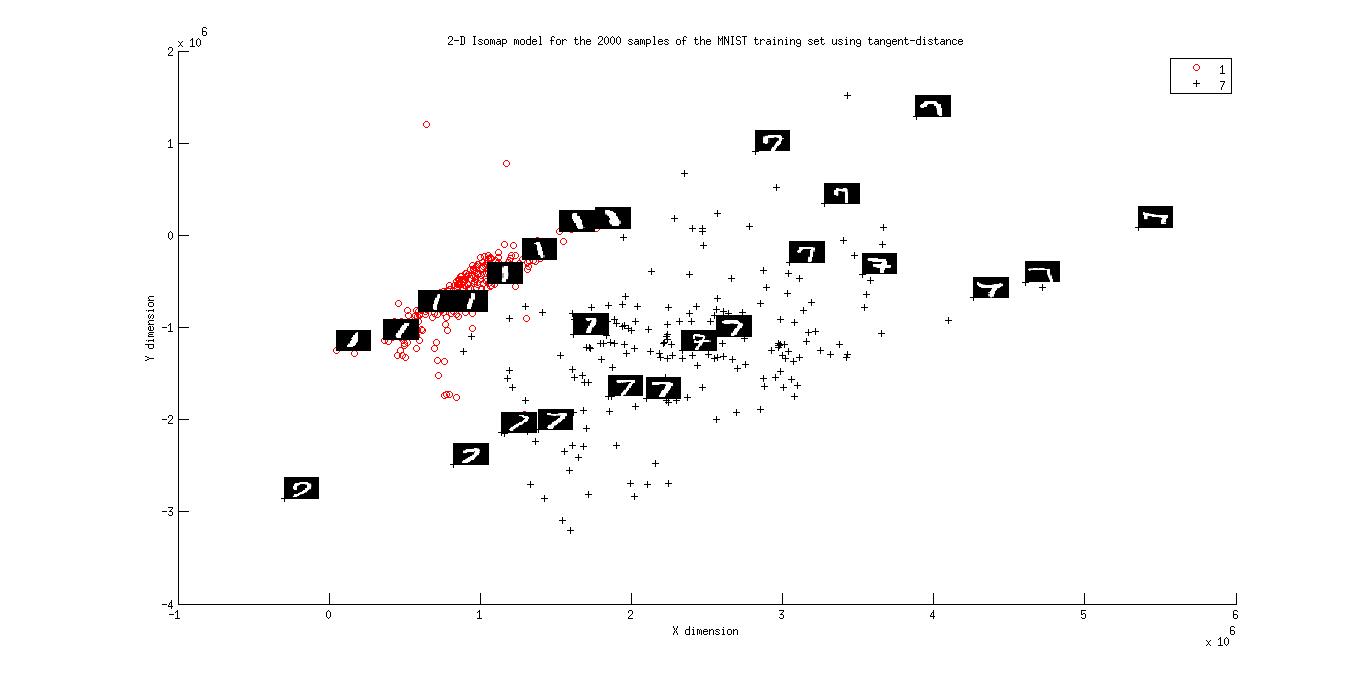 x 10^6
2-D Isomap model for the 2000 samples of the MNIST training set using tangent-distance
1
7
2
1
0
-1
-2
-3
-4
Y dimension
-1 0 1 2 3 4 5 6
X dimension
x 10^6